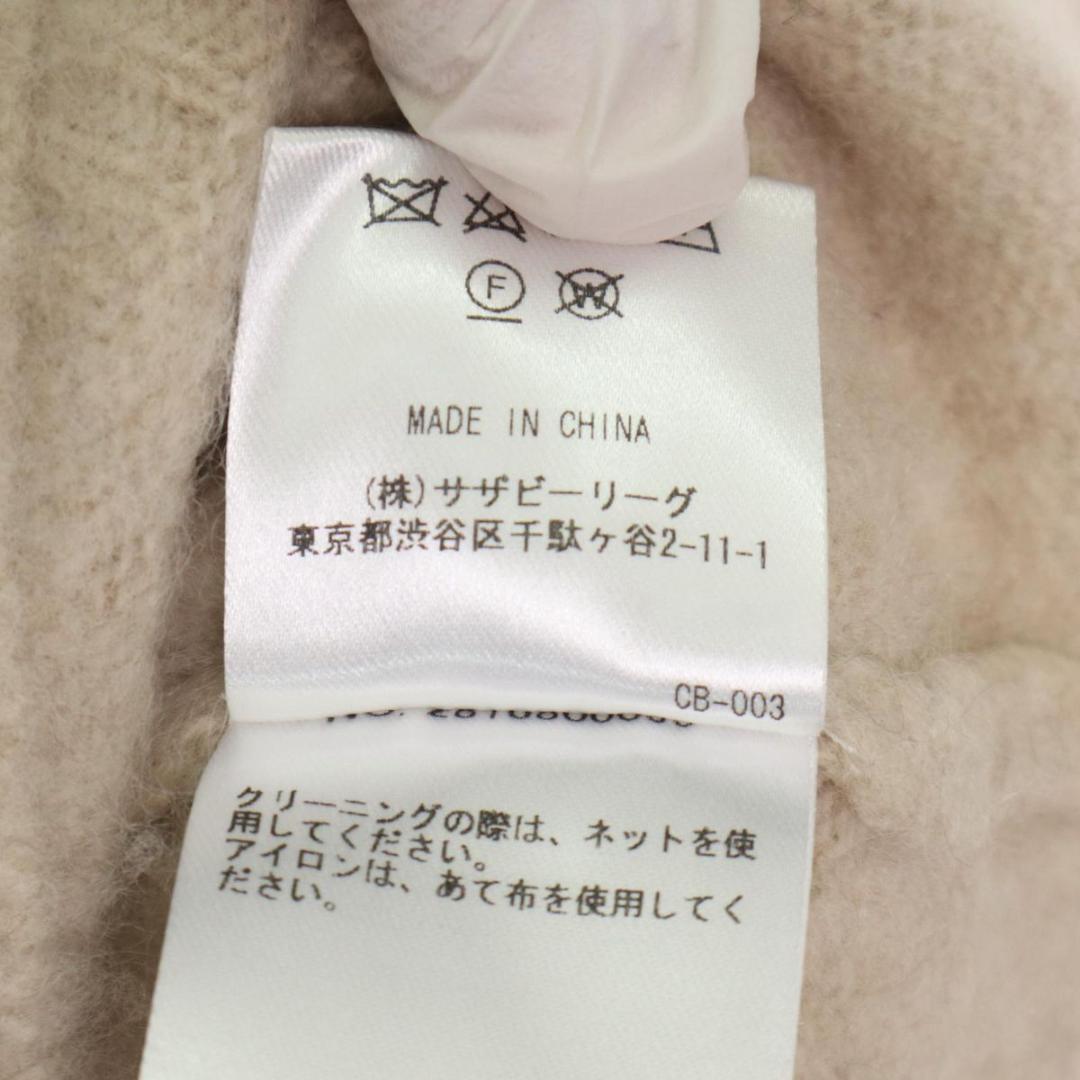 F
W
MADE IN CHINA
(株)サザビーリーグ
東京都渋谷区千駄ヶ谷2-11-1
CB-003
クリーニングの際は、ネットを使
用してください。
アイロンは、あて布を使用してく
ださい。